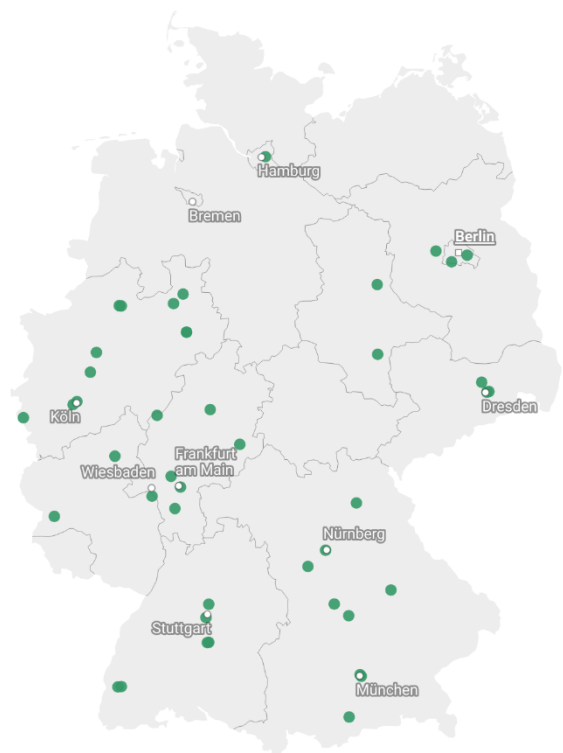 Hamburg
Bremen
Berlin
Köln
Dresden
Wiesbaden
Frankfurt
am Main
Nürnberg
Stuttgart
München